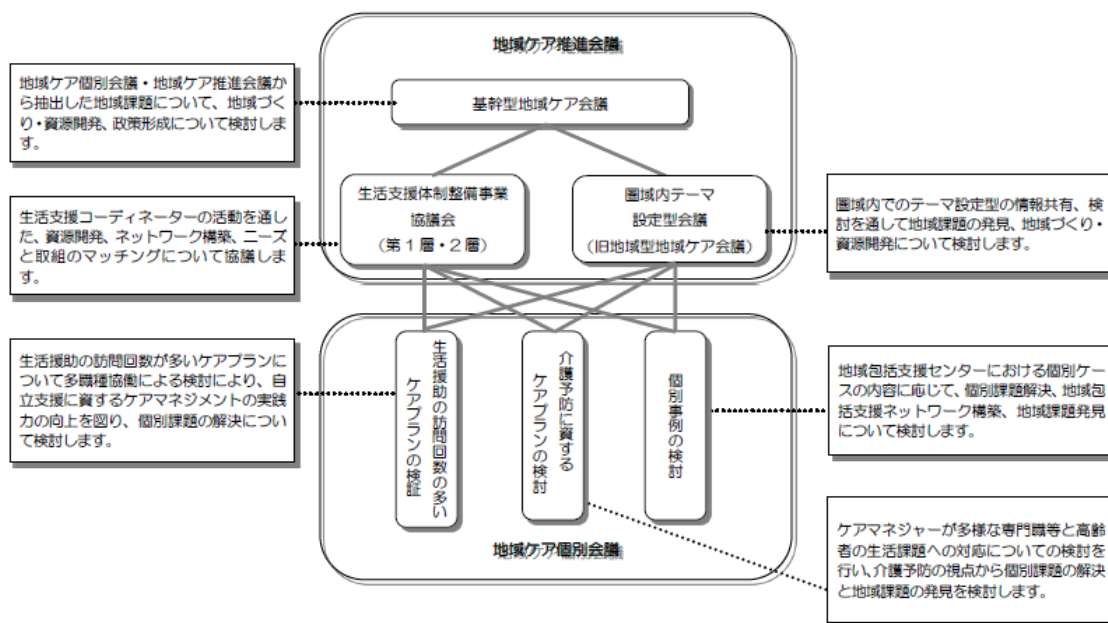 地域ケア推進会議
基幹型地域ケア会議
地域ケア個別会議・地域ケア推進会議か
ら抽出した地域課題について、地域づく
り・資源開発、政策形成について検討しま
す。
生活支援体制整備事業
協議会
（第１層・２層）
圏域内テーマ
設定型会議
（旧地域型地域ケア会議）
生活支援コーディネーターの活動を通し
た、資源開発、ネットワーク構築、ニーズ
と取組のマッチングについて協議しま
す。
圏域内でのテーマ設定型の情報共有、検
討を通して地域課題の発見、地域づくり・
資源開発について検討します。
生活援助の訪問回数が多いケアプランに
ついて多職種協働による検討により、自
立支援に資するケアマネジメントの実践
力の向上を図り、個別課題の解決につい
て検討します。
生活援助の訪問回数の多い
ケアプランの検証
介護予防に資する
ケアプランの検討
個別事例の検討
地域包括支援センターにおける個別ケー
スの内容に応じて、個別課題解決、地域包
括支援ネットワーク構築、地域課題発見
について検討します。
地域ケア個別会議
ケアマネジャーが多様な専門職等と高齢
者の生活課題への対応についての検討を
行い、介護予防の視点から個別課題の解決
と地域課題の発見を検討します。